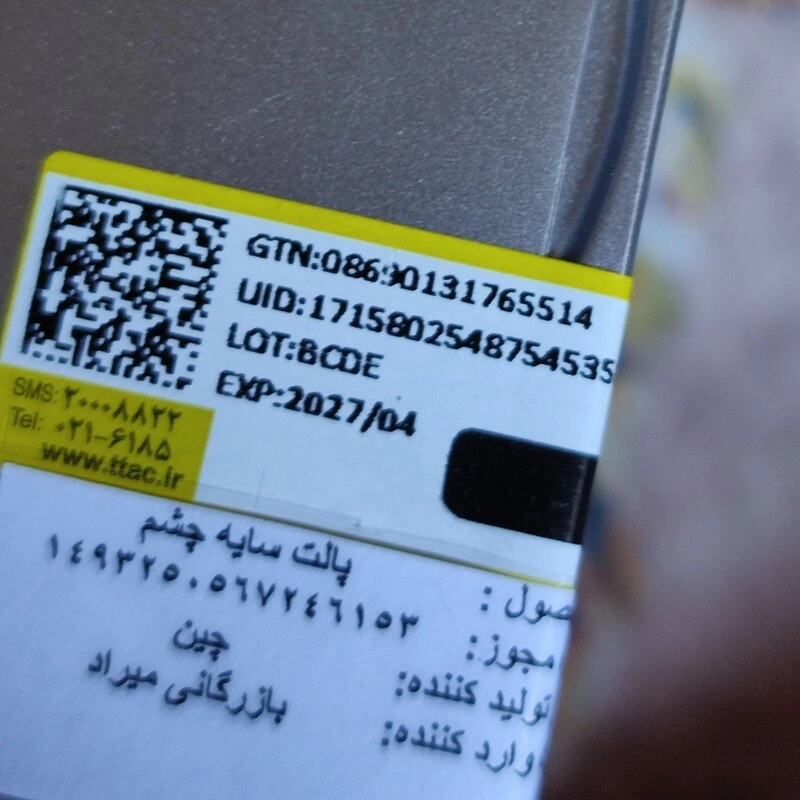 GTN:08690131765514
UID:1715802548754535
LOT:BCDE
EXP:2027/04
SMS: ۲۰۰۰۸۸۲۲
Tel: ۰۲۱-۶۱۸۵
www.ttac.ir
صول : پالت سایه چشم
مجوز: ١٤٩٣٢٥٠٥٦٧٢٤٦١٥٣
تولید کننده: چین
وارد کننده: بازرگانی میراد